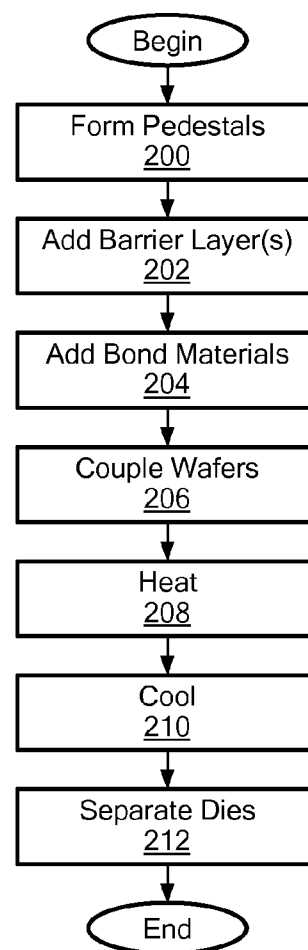 Begin
Form Pedestals
200
Add Barrier Layer(s)
202
Add Bond Materials
204
Couple Wafers
206
Heat
208
Cool
210
Separate Dies
212
End